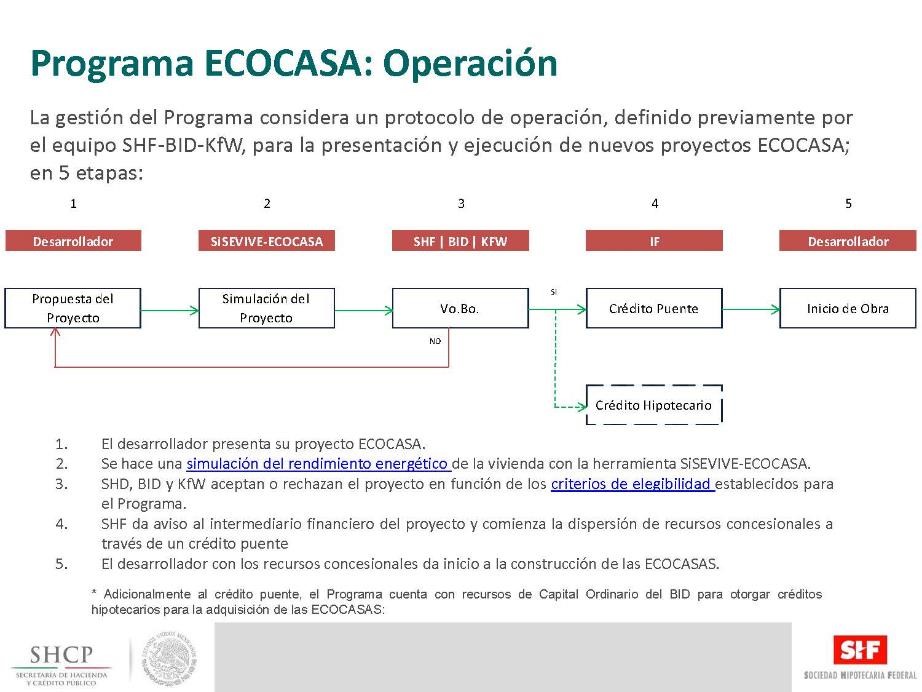 Programa ECOCASA: Operación
La gestión del Programa considera un protocolo de operación, definido previamente por
el equipo SHF-BID-KfW, para la presentación y ejecución de nuevos proyectos ECOCASA;
en 5 etapas:
1 2 3 4 5
Desarrollador SiSEVIVE-ECOCASA SHF | BID | KFW IF Desarrollador
Propuesta del
Proyecto
Simulación del
Proyecto
Vo.Bo.
SI
NO
Crédito Puente
Inicio de Obra
Crédito Hipotecario
1. El desarrollador presenta su proyecto ECOCASA.
2. Se hace una simulación del rendimiento energético de la vivienda con la herramienta SiSEVIVE-ECOCASA.
3. SHD, BID y KfW aceptan o rechazan el proyecto en función de los criterios de elegibilidad establecidos para
el Programa.
4. SHF da aviso al intermediario financiero del proyecto y comienza la dispersión de recursos concesionales a
través de un crédito puente
5. El desarrollador con los recursos concesionales da inicio a la construcción de las ECOCASAS.
* Adicionalmente al crédito puente, el Programa cuenta con recursos de Capital Ordinario del BID para otorgar créditos
hipotecarios para la adquisición de las ECOCASAS:
SHCP
SECRETARÍA DE HACIENDA
Y CRÉDITO PÚBLICO
ESTADOS UNIDOS MEXICANOS
SHF
SOCIEDAD HIPOTECARIA FEDERAL